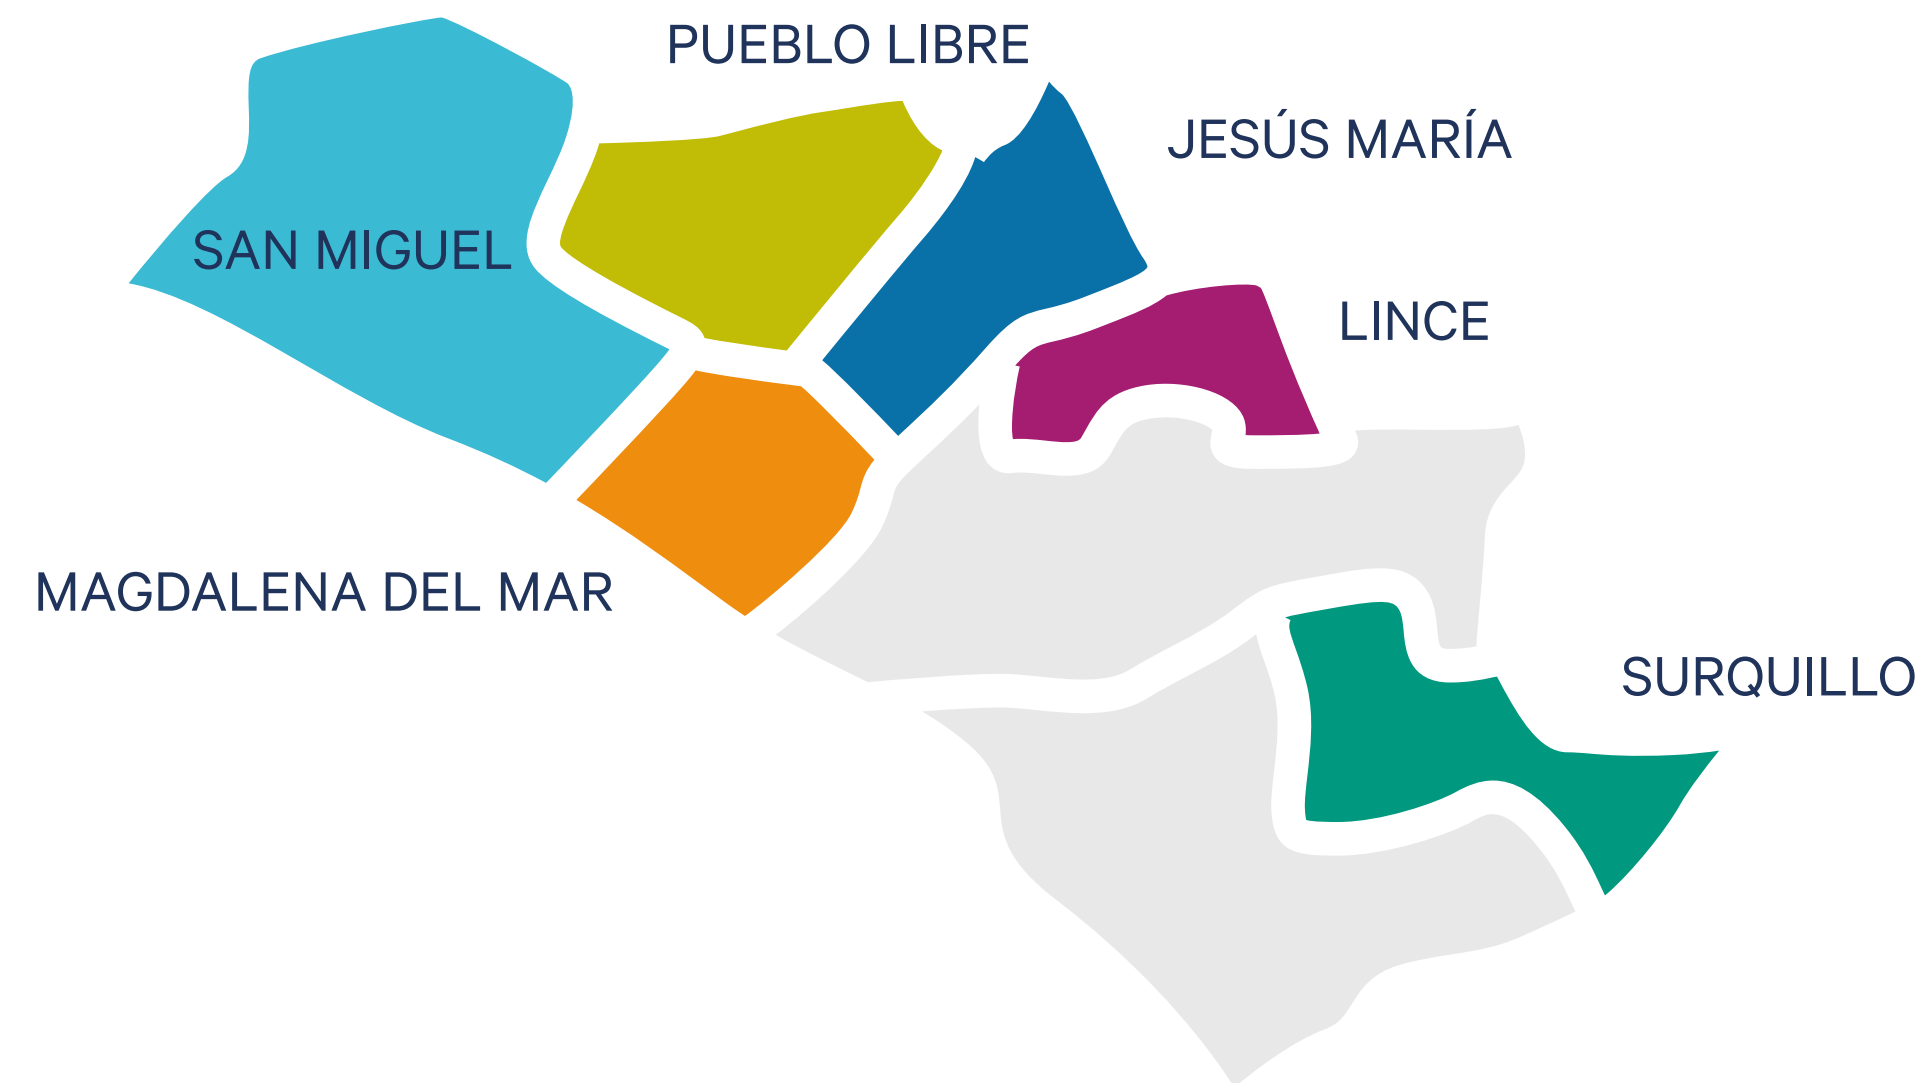 PUEBLO LIBRE
JESÚS MARÍA
SAN MIGUEL
LINCE
MAGDALENA DEL MAR
SURQUILLO